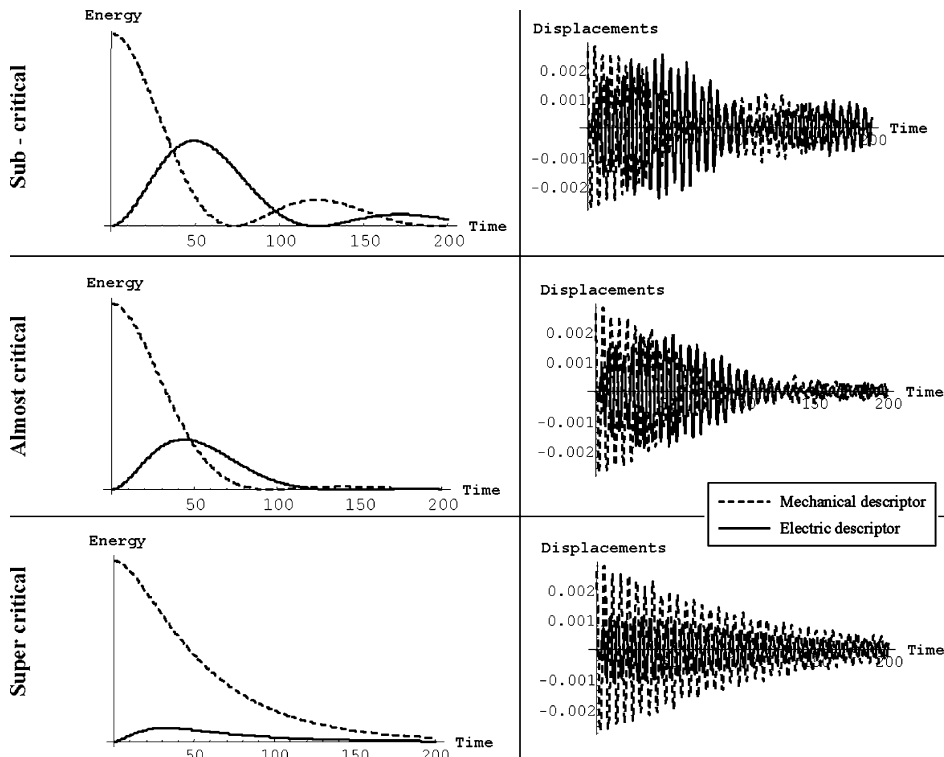 Sub - critical
Energy
50
100
150
200
Time
Displacements
0.002
0.001
-0.001
-0.002
Time
200
Almost critical
Energy
50
100
150
200
Time
Displacements
0.002
0.001
-0.001
-0.002
150
200
Time
Mechanical descriptor
Electric descriptor
Super critical
Energy
50
100
150
200
Time
Displacements
0.002
0.001
-0.001
-0.002
200
Time